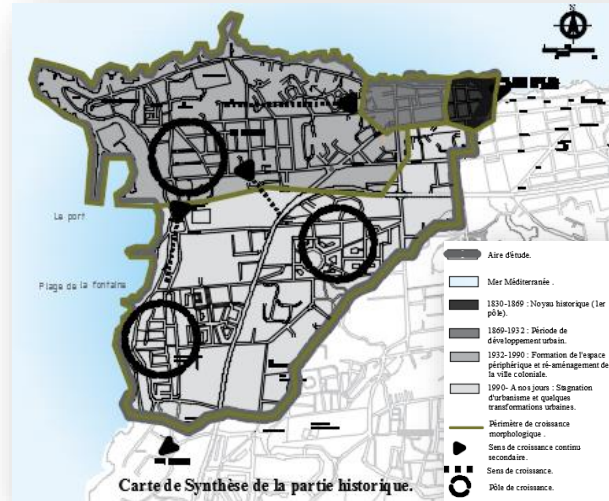 Le port
Plage de la fontaine
Aire d'étude.
Mer Méditerranée .
1830-1869 : Noyau historique (1er
pôle).
1869-1932 : Période de
développement urbain.
1932-1990 : Formation de l'espace
périphérique et ré-aménagement de
la ville coloniale.
1990- A nos jours : Stagnation
d'urbanisme et quelques
transformations urbaines.
Périmètre de croissance
morphologique .
Sens de croissance continu
secondaire.
Sens de croissance.
Pôle de croissance.
Carte de Synthèse de la partie historique.